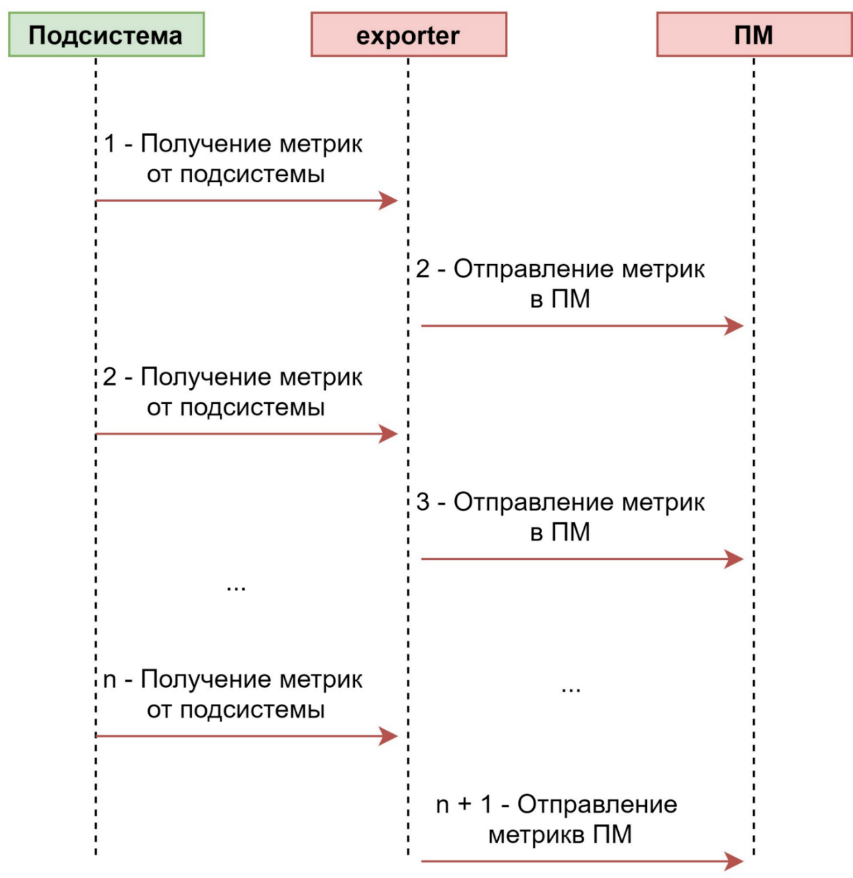 Подсистема
exporter
ПМ
1 - Получение метрик
от подсистемы
2 - Отправление метрик
в ПМ
2 - Получение метрик
от подсистемы
3 - Отправление метрик
в ПМ
...
n - Получение метрик
от подсистемы
...
n + 1 - Отправление
метрикв ПМ